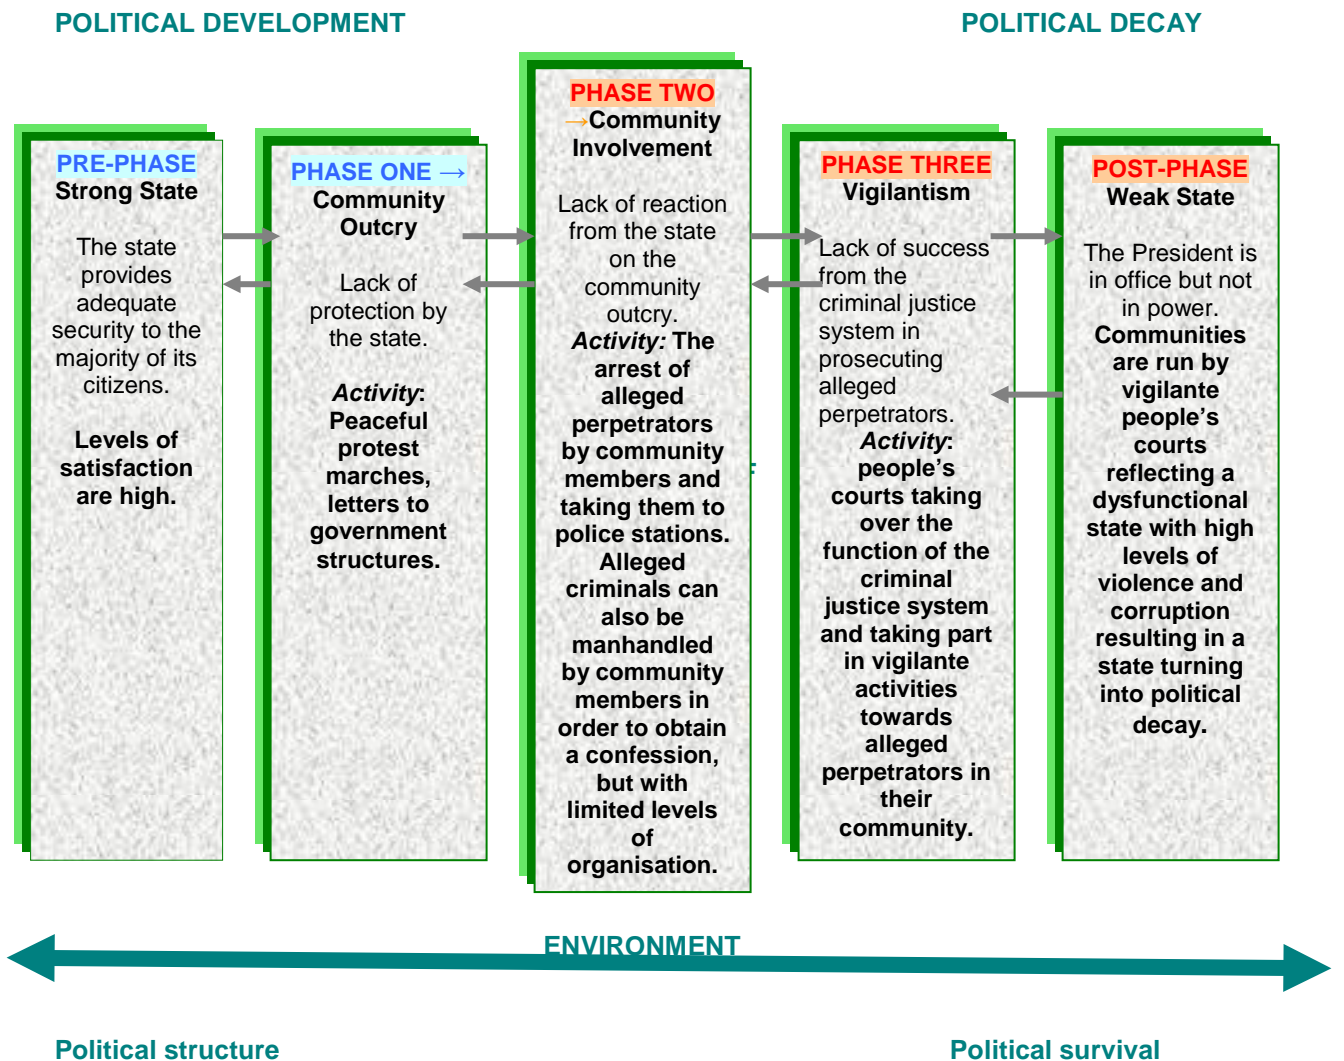 POLITICAL DEVELOPMENT
POLITICAL DECAY
PRE-PHASE
Strong State
The state
provides
adequate
security to the
majority of its
citizens.
Levels of
satisfaction
are high.
PHASE ONE →
Community
Outcry
Lack of
protection by
the state.
Activity:
Peaceful
protest
marches,
letters to
government
structures.
PHASE TWO
→Community
Involvement
Lack of reaction
from the state
on the
community
outcry.
Activity: The
arrest of
alleged
perpetrators
by community
members and
taking them to
police stations.
Alleged
criminals can
also be
manhandled
by community
members in
order to obtain
a confession,
but with
limited levels
of
organisation.
PHASE THREE
Vigilantism
Lack of success
from the
criminal justice
system in
prosecuting
alleged
perpetrators.
Activity:
people’s
courts taking
over the
function of the
criminal
justice system
and taking part
in vigilante
activities
towards
alleged
perpetrators in
their
community.
POST-PHASE
Weak State
The President is
in office but not
in power.
Communities
are run by
vigilante
people’s
courts
reflecting a
dysfunctional
state with high
levels of
violence and
corruption
resulting in a
state turning
into political
decay.
ENVIRONMENT
Political structure
Political survival